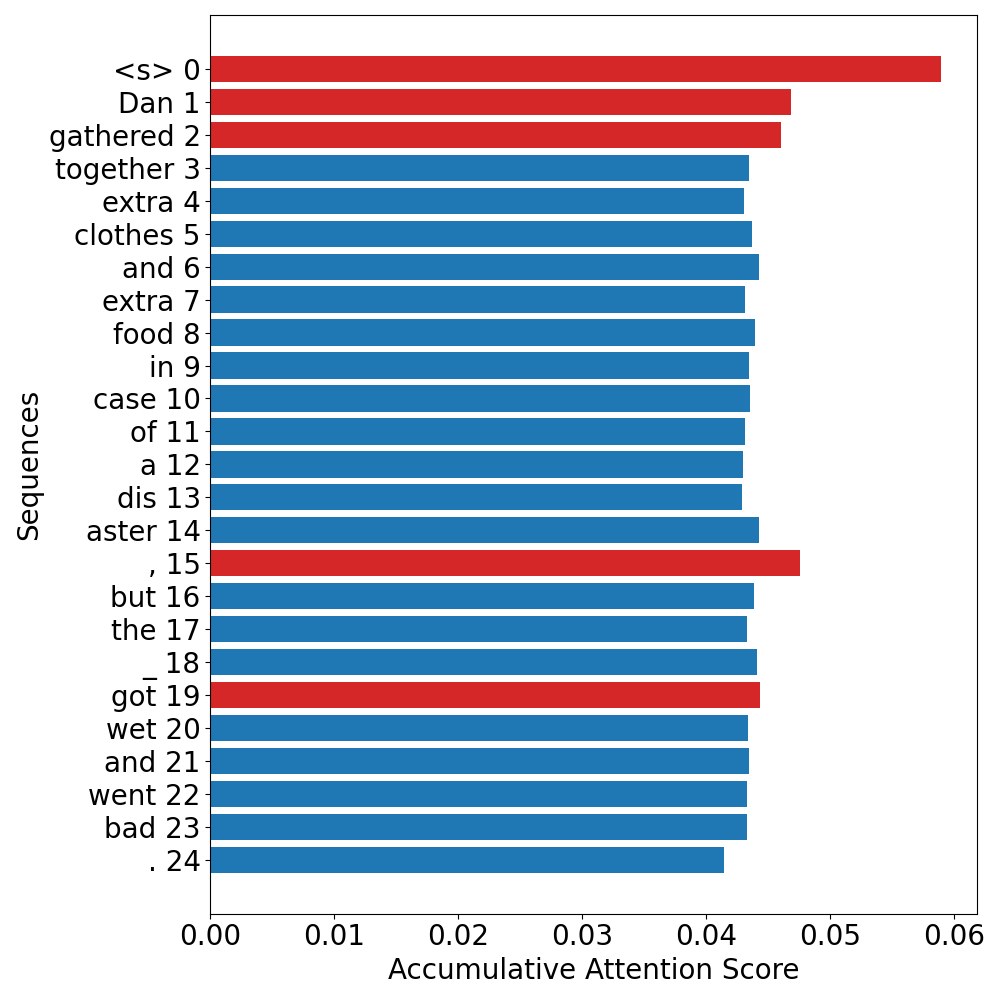 <s> 0
Dan 1
gathered 2
together 3
extra 4
clothes 5
and 6
extra 7
food 8
in 9
case 10
of 11
a 12
dis 13
aster 14
, 15
but 16
the 17
_ 18
got 19
wet 20
and 21
went 22
bad 23
. 24
Sequences
0.00 0.01 0.02 0.03 0.04 0.05 0.06
Accumulative Attention Score